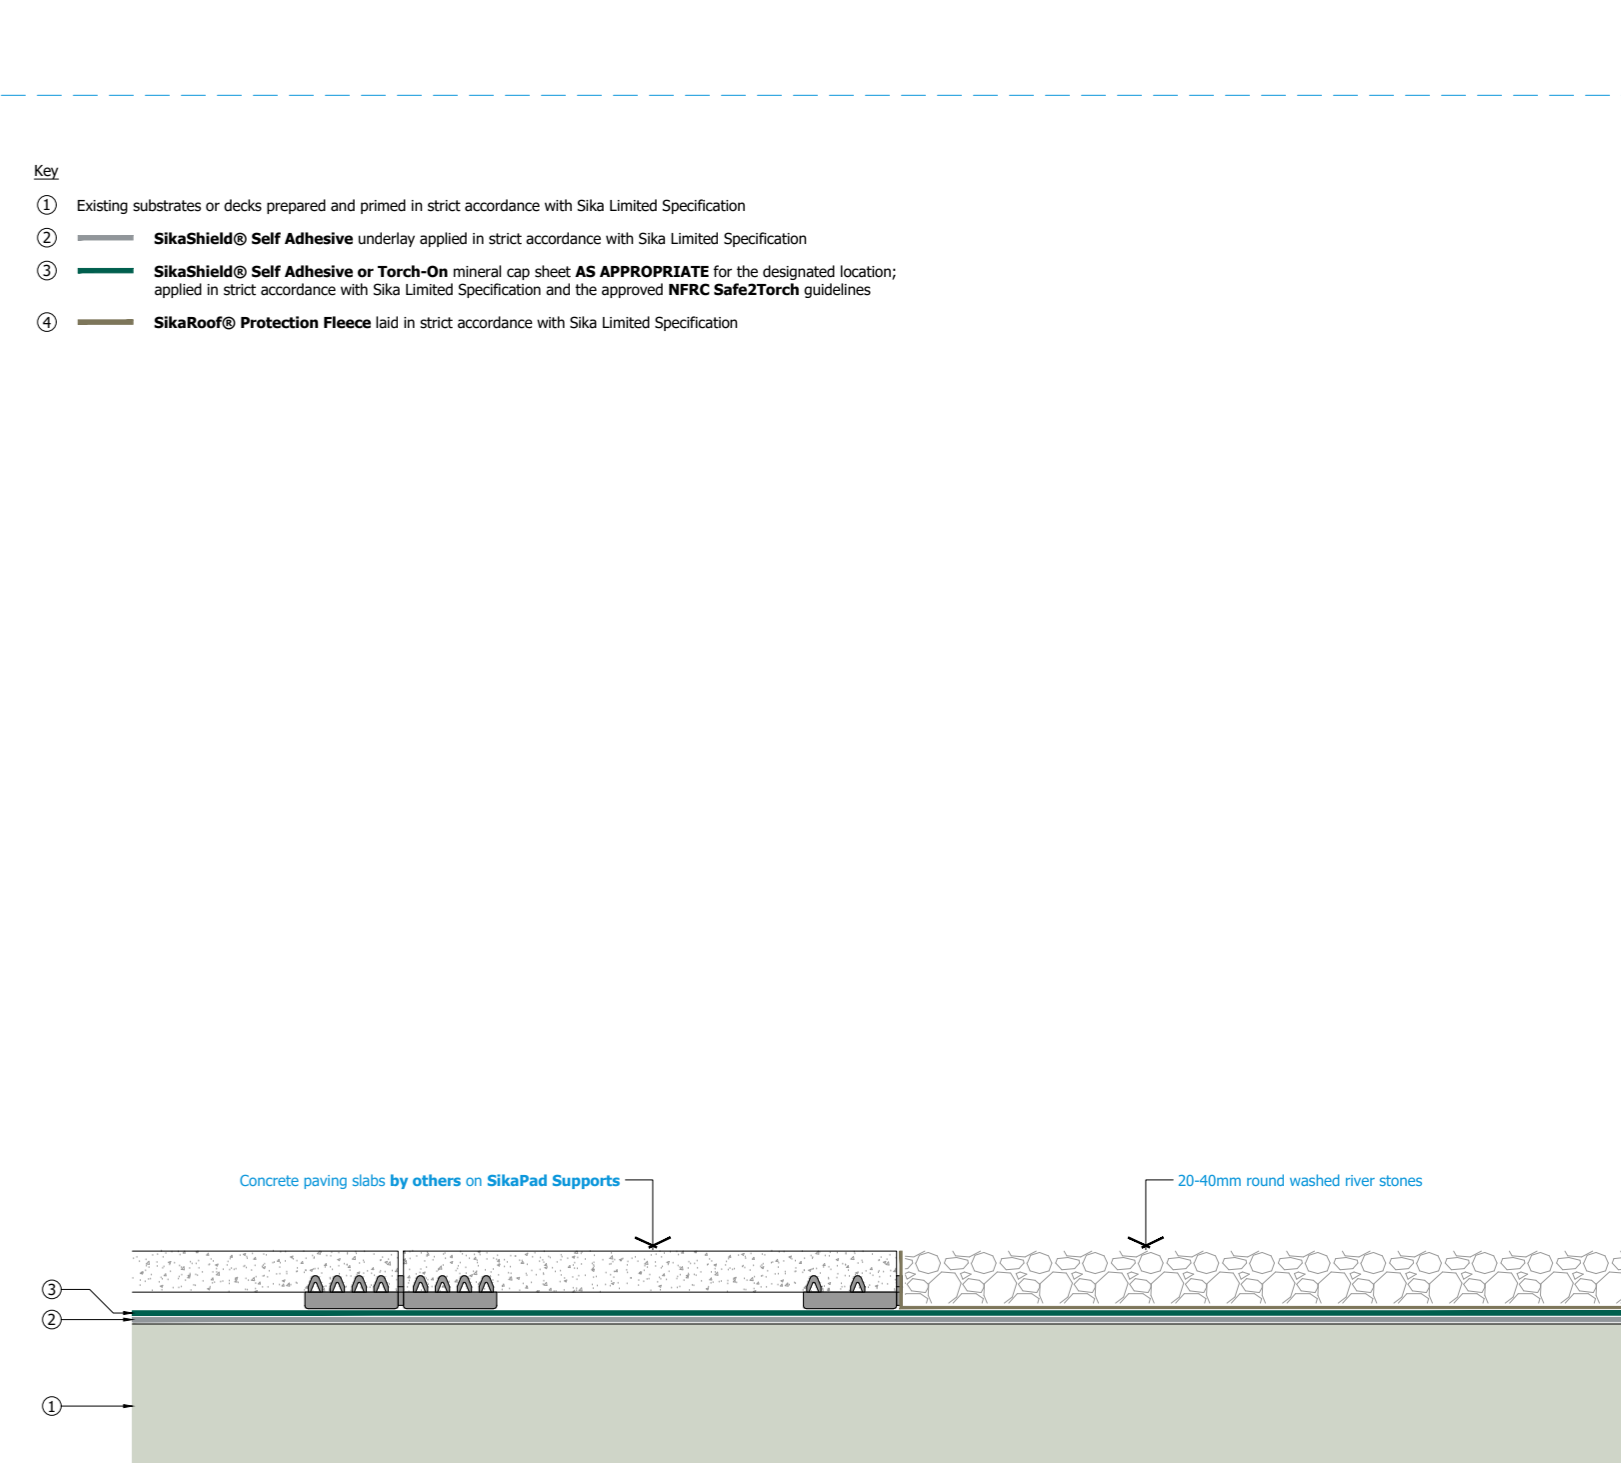 Key
① Existing substrates or decks prepared and primed in strict accordance with Sika Limited Specification
② SikaShield® Self Adhesive underlay applied in strict accordance with Sika Limited Specification
③ SikaShield® Self Adhesive or Torch-On mineral cap sheet AS APPROPRIATE for the designated location;
applied in strict accordance with Sika Limited Specification and the approved NFRC Safe2Torch guidelines
④ SikaRoof® Protection Fleece laid in strict accordance with Sika Limited Specification
Concrete paving slabs by others on SikaPad Supports
20-40mm round washed river stones
③
②
①